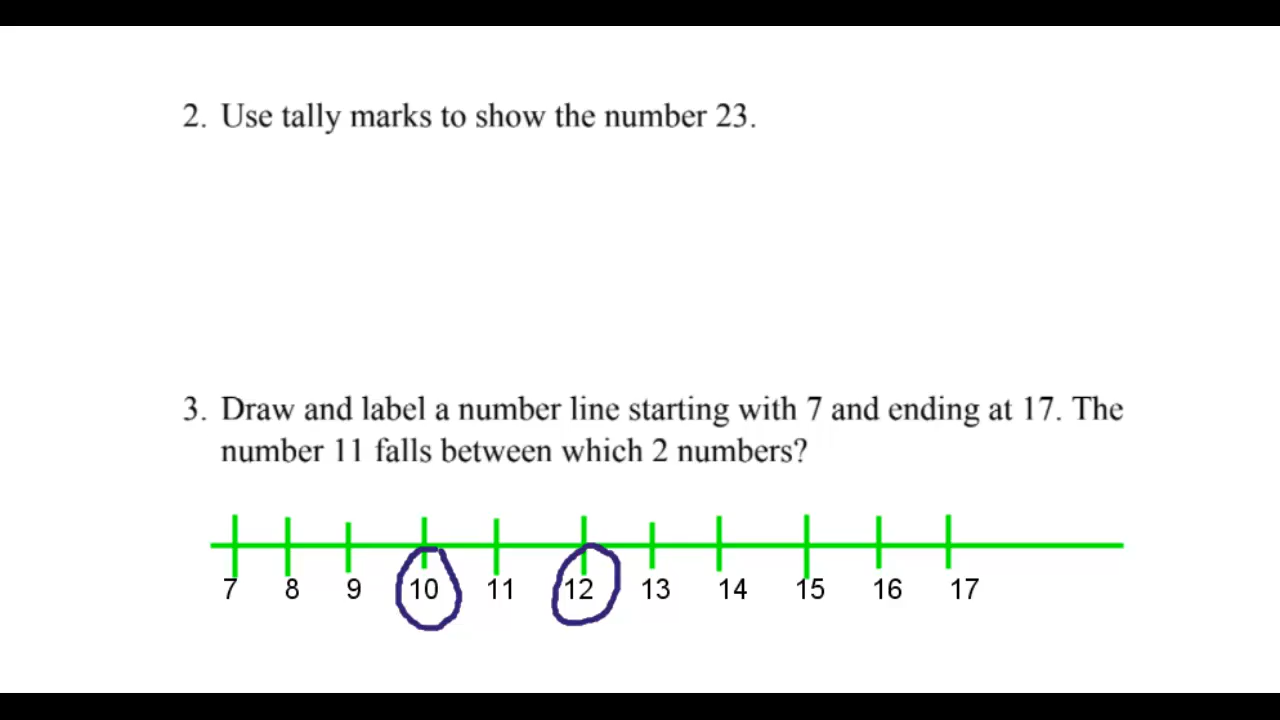 2. Use tally marks to show the number 23.
3. Draw and label a number line starting with 7 and ending at 17. The
number 11 falls between which 2 numbers?
7 8 9 10 11 12 13 14 15 16 17